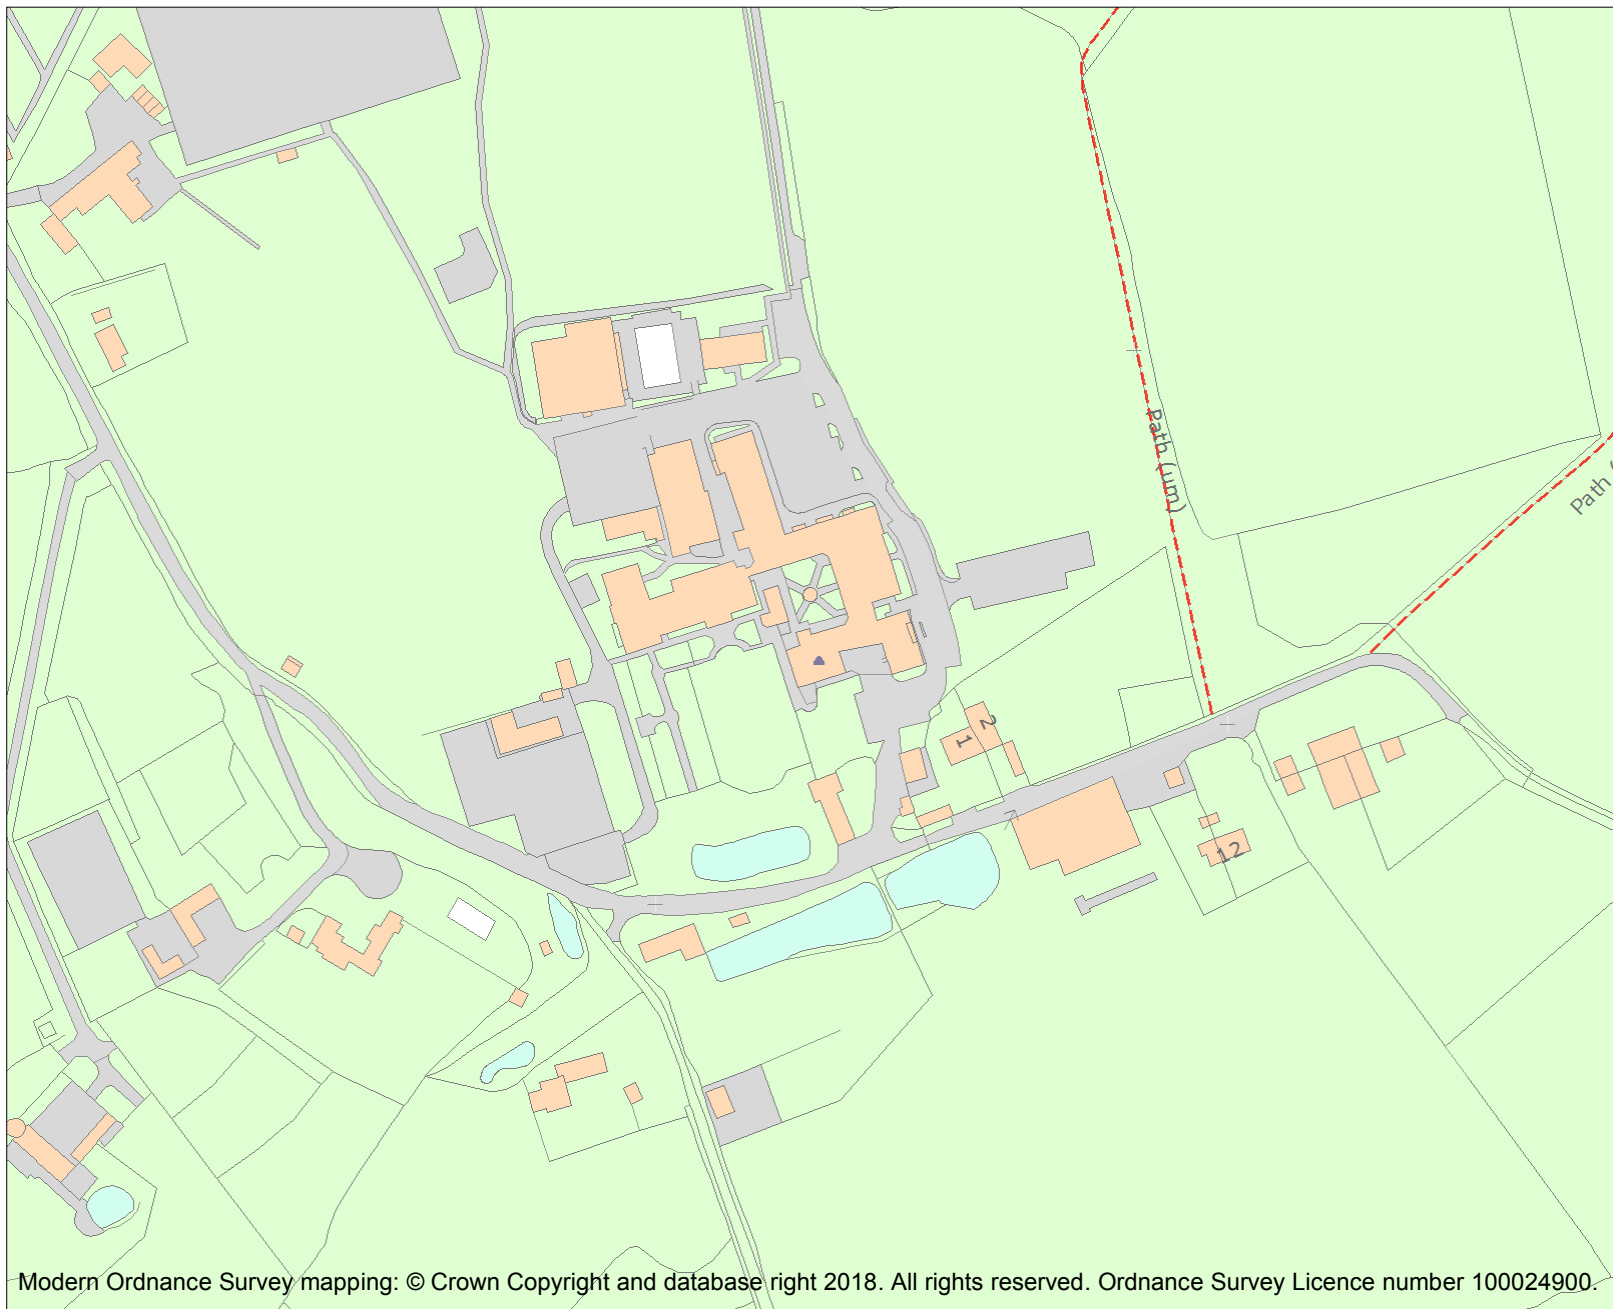 Path (um)
Path (
2
1
12
Modern Ordnance Survey mapping: © Crown Copyright and database right 2018. All rights reserved. Ordnance Survey Licence number 100024900.